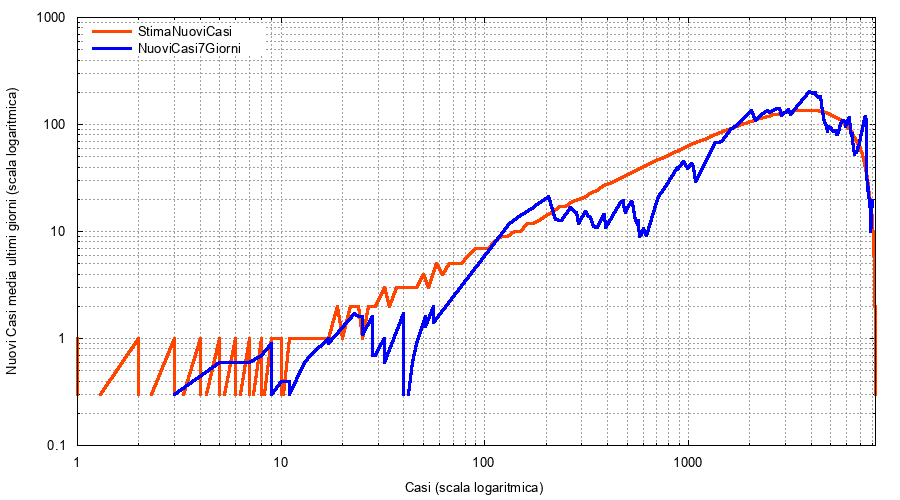 1000
StimaNuoviCasi
NuoviCasi7Giorni
100
10
1
0.1
Nuovi Casi media ultimi giorni (scala logaritmica)
1 10 100 1000
Casi (scala logaritmica)